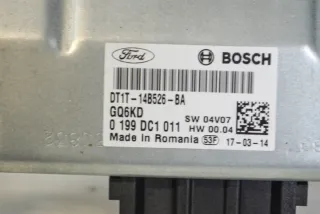 Ford
BOSCH
DT1T-14B526-BA
GQ6KD
SW 04V07
0 199 DC1 011
HW 00.04
Made in Romania
53F
17-03-14